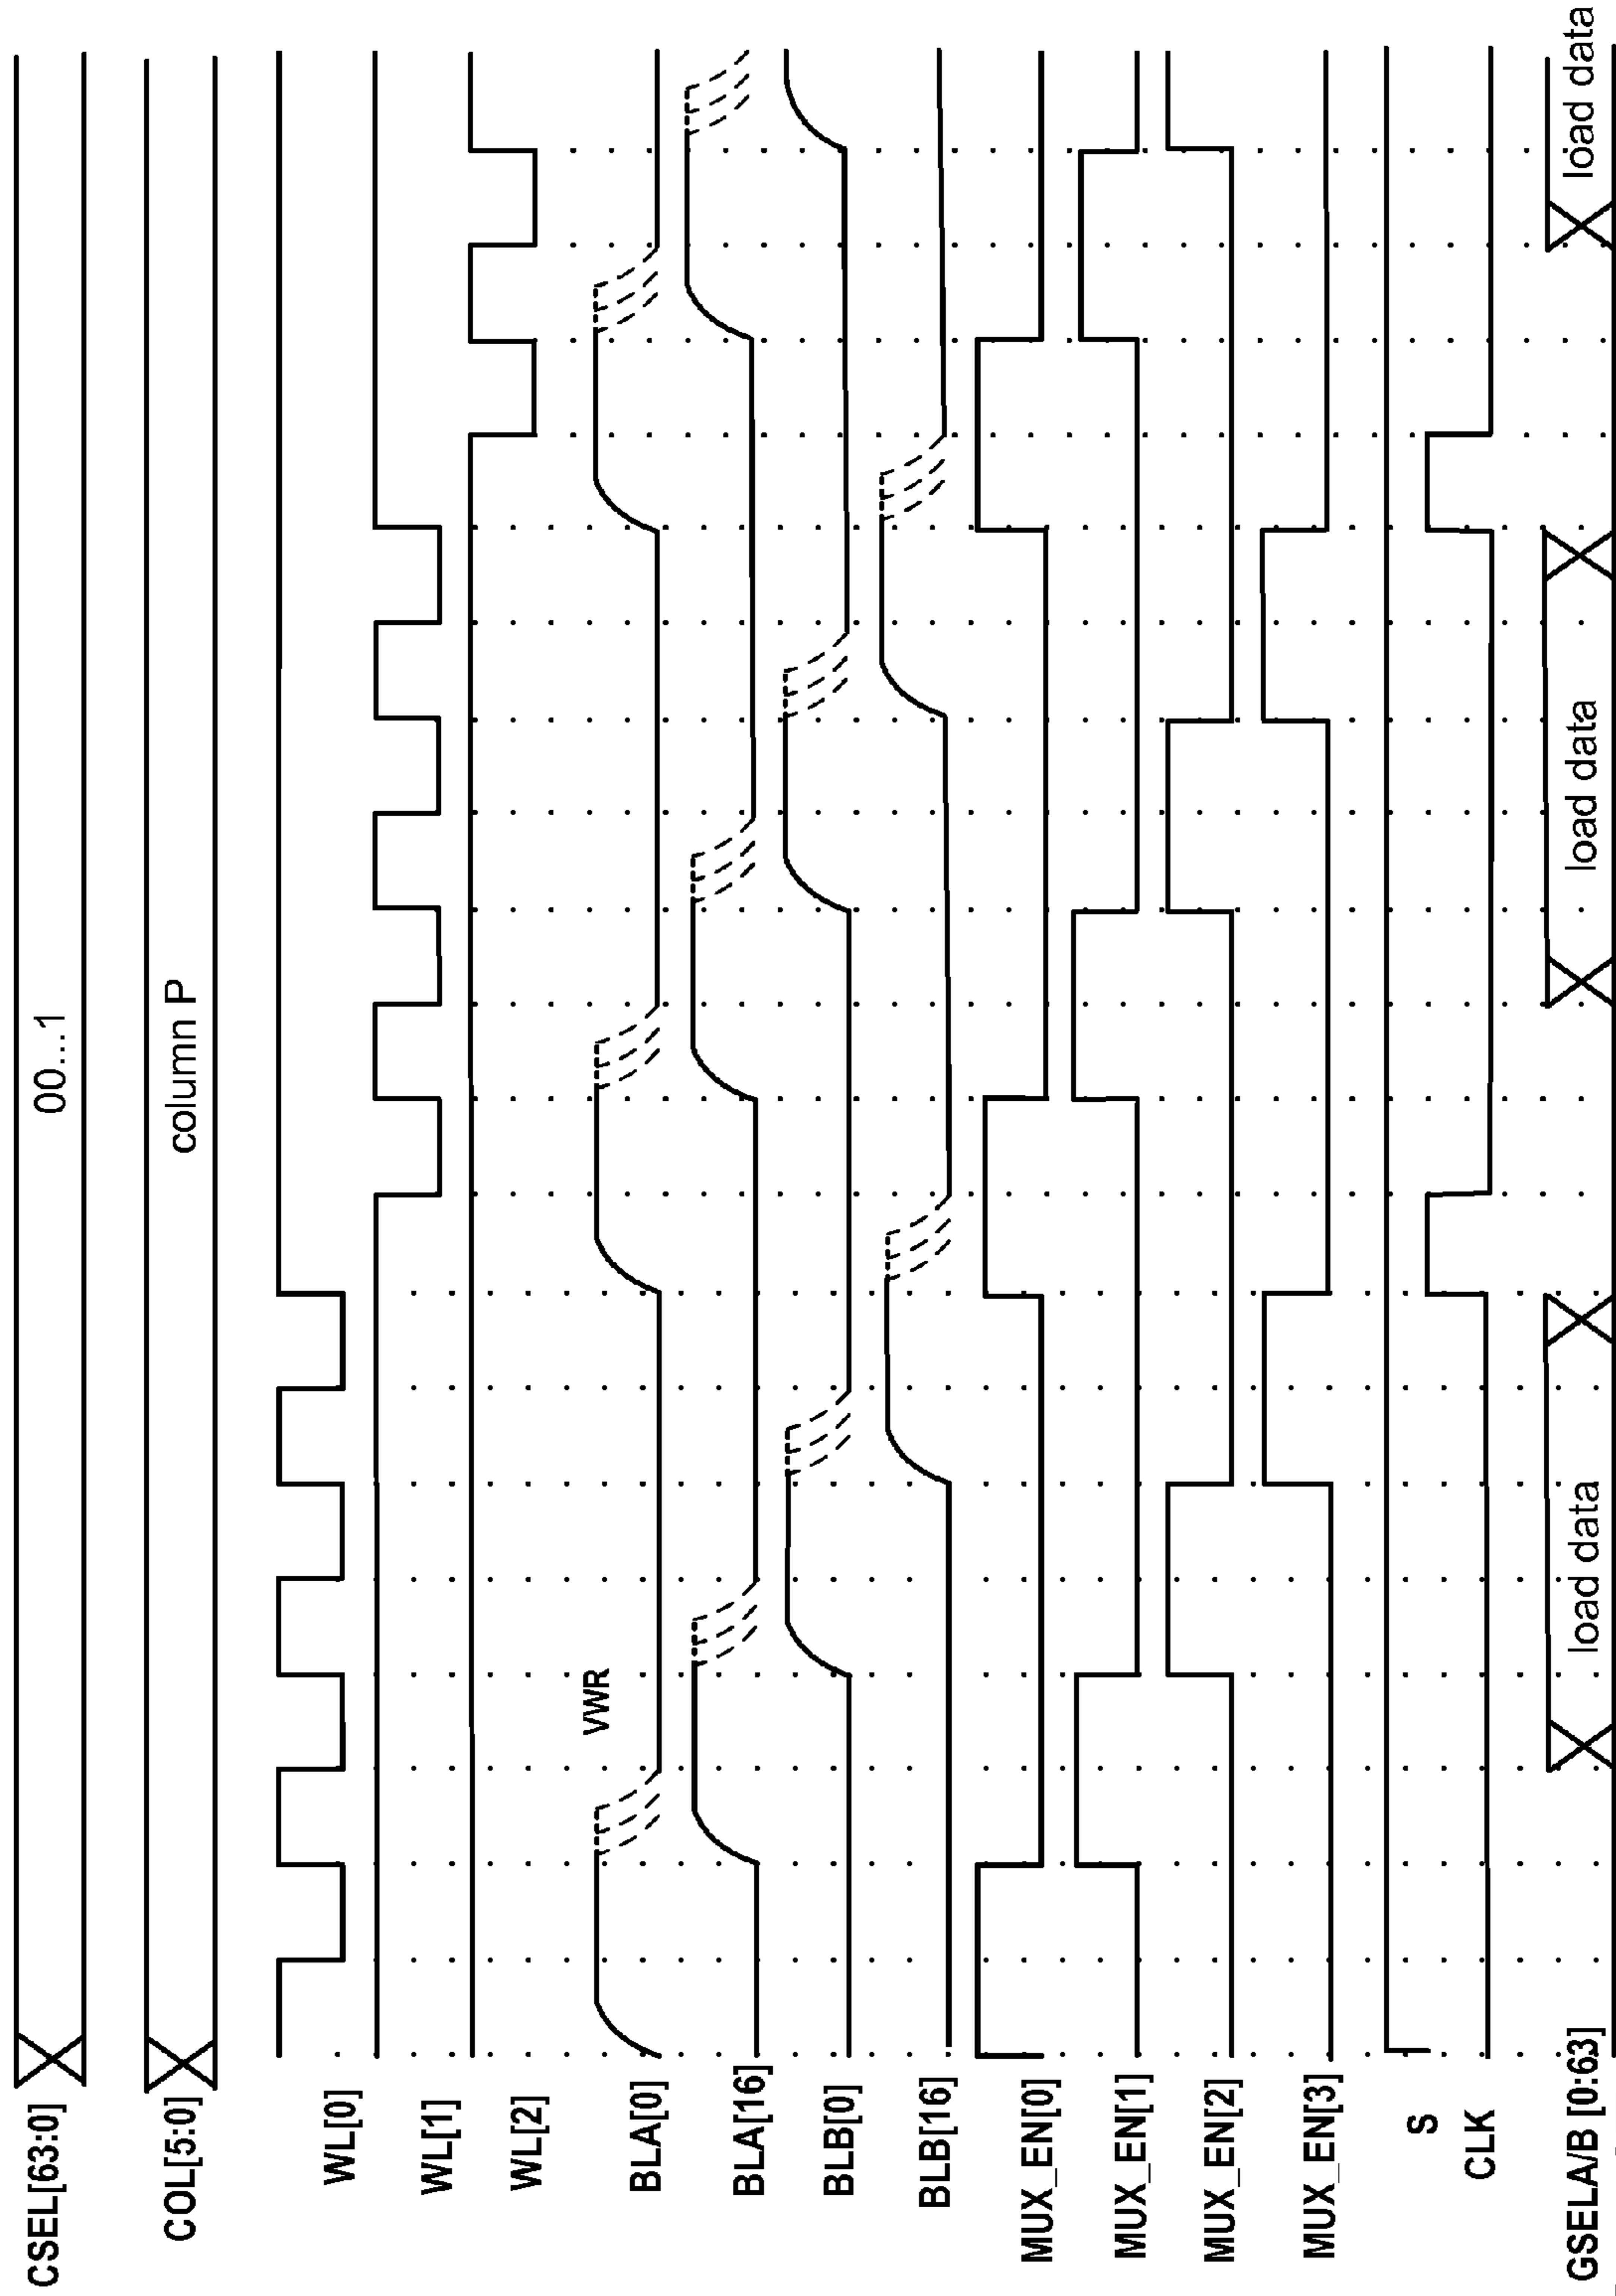 CSEL[63:0]
00...1
COL[5:0]
column P
WL[0]
WL[1]
WL[2]
BLA[0]
VWR
BLA[16]
BLB[0]
BLB[16]
MUX_EN[0]
MUX_EN[1]
MUX_EN[2]
MUX_EN[3]
S
CLK
GSELA/B [0:63]
load data
load data
load data